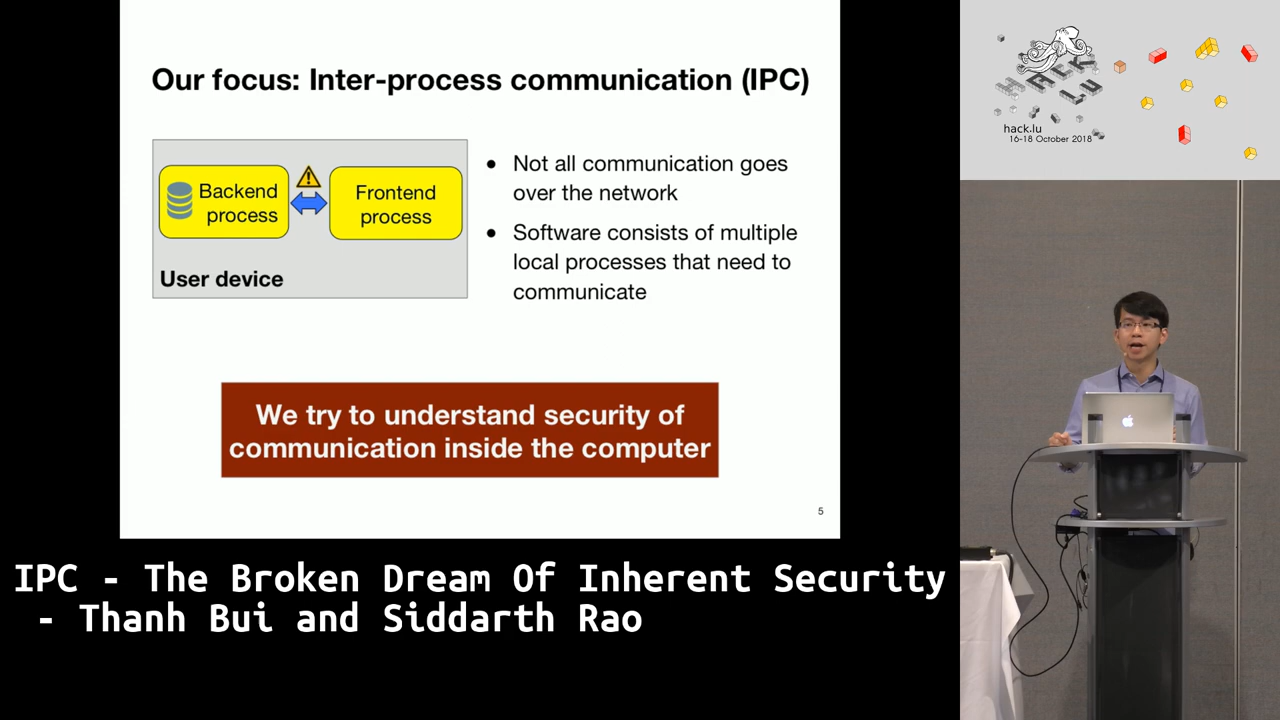 Our focus: Inter-process communication (IPC)
Backend
process
Frontend
process
User device
• Not all communication goes
over the network
• Software consists of multiple
local processes that need to
communicate
We try to understand security of
communication inside the computer
5
HACK
LU
hack.lu
16-18 October 2018
IPC - The Broken Dream Of Inherent Security
- Thanh Bui and Siddarth Rao